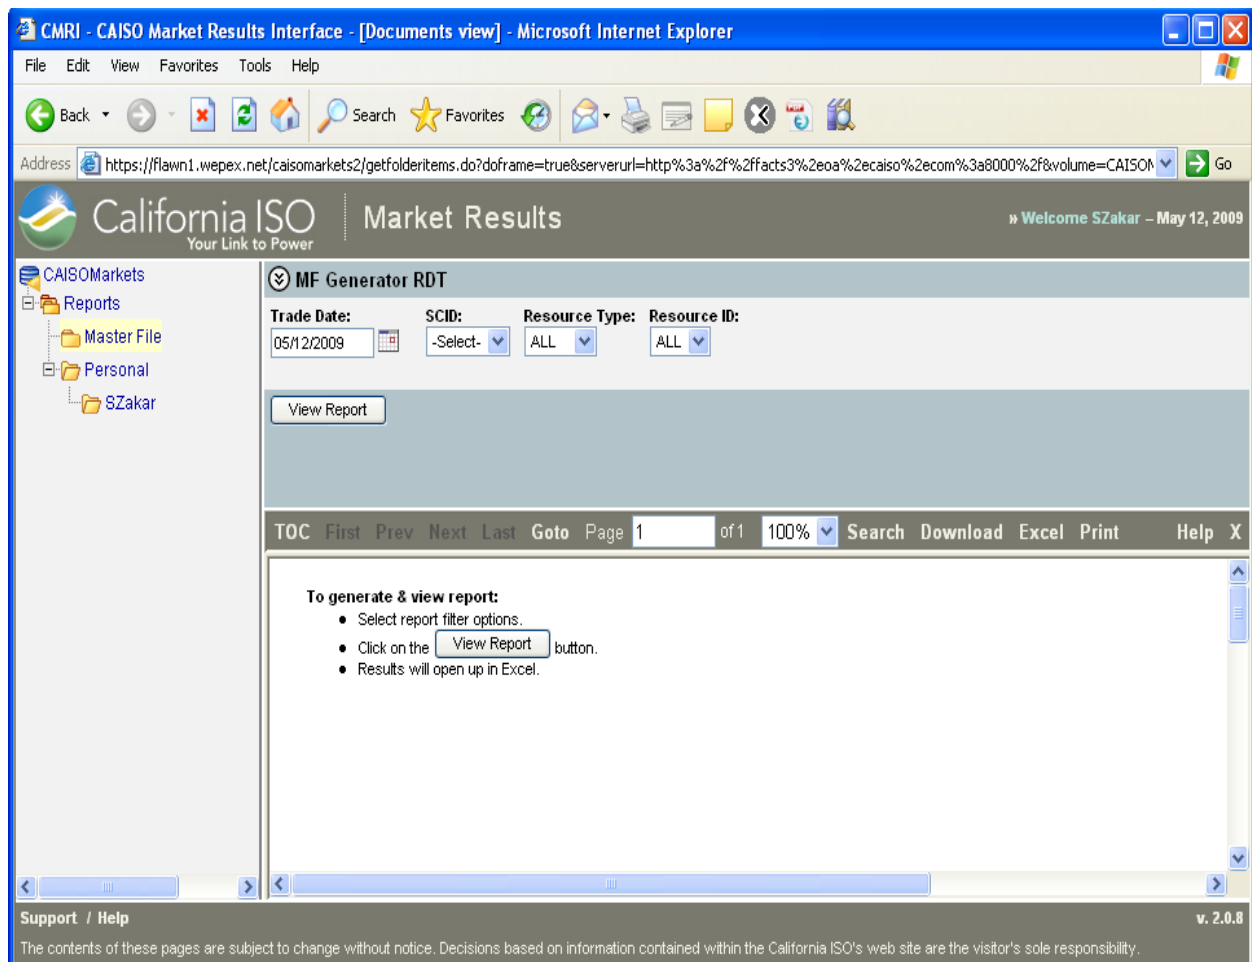 CMRI - CAISO Market Results Interface - [Documents view] - Microsoft Internet Explorer
File Edit View Favorites Tools Help
Back Search Favorites
Address https://flawn1.wepex.net/caisomarkets2/getfolderitems.do?doframe=true&serverurl=http%3a%2f%2ffacts3%2eoa%2ecaiso%2ecom%3a8000%2f&volume=CAISON Go
California ISO Market Results » Welcome SZakar – May 12, 2009
Your Link to Power
CAISOMarkets
Reports
Master File
Personal
SZakar
MF Generator RDT
Trade Date: SCID: Resource Type: Resource ID:
05/12/2009 -Select- ALL ALL
View Report
TOC First Prev Next Last Goto Page 1 of 1 100% Search Download Excel Print Help X
To generate & view report:
● Select report filter options.
● Click on the View Report button.
● Results will open up in Excel.
Support / Help v. 2.0.8
The contents of these pages are subject to change without notice. Decisions based on information contained within the California ISO's web site are the visitor's sole responsibility.